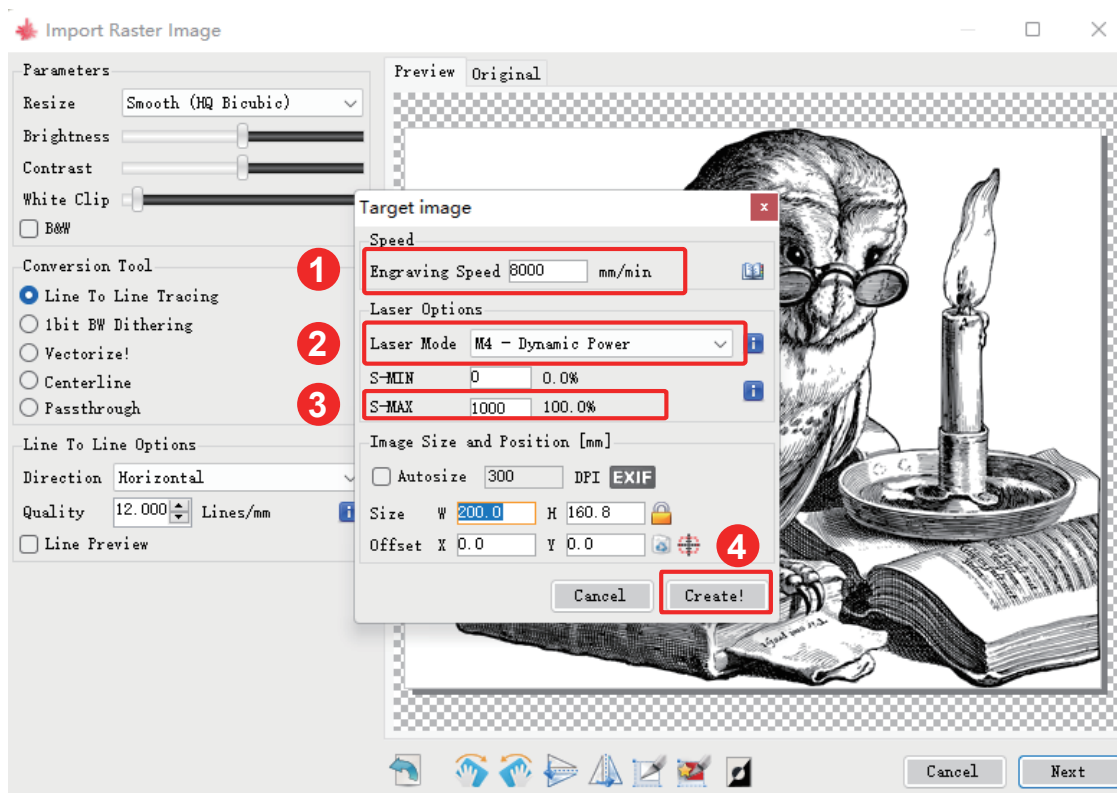 Import Raster Image
Parameters
Resize Smooth (HQ Bicubic)
Brightness
Contrast
White Clip
B&W
Conversion Tool
Line To Line Tracing
1bit BW Dithering
Vectorize!
Centerline
Passthrough
Line To Line Options
Direction Horizontal
Quality 12.000 Lines/mm
Line Preview
Preview Original
Target image
Speed
1 Engraving Speed 8000 mm/min
Laser Options
2 Laser Mode M4 - Dynamic Power
S-MIN 0 0.0%
3 S-MAX 1000 100.0%
Image Size and Position [mm]
Autosize 300 DPI EXIF
Size W 200.0 H 160.8
Offset X 0.0 Y 0.0
4
Cancel Create!
Cancel Next